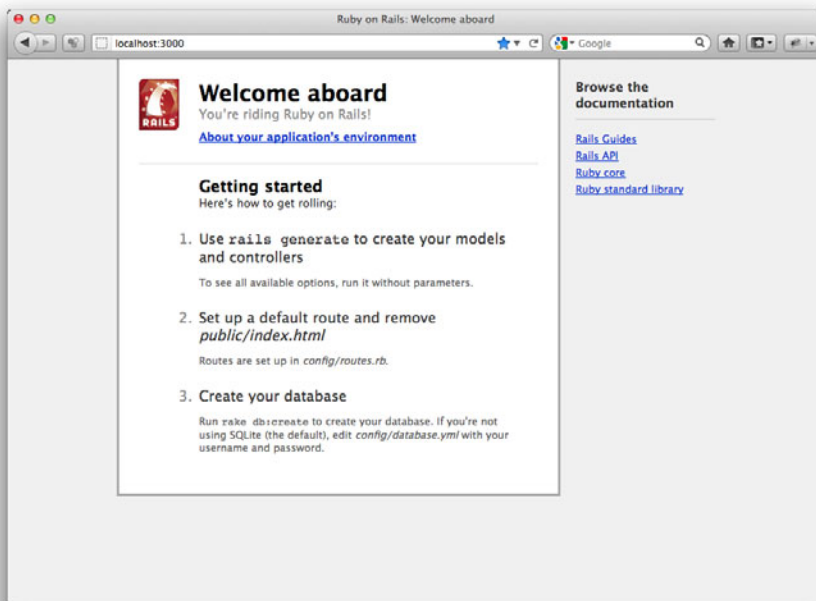 Ruby on Rails: Welcome aboard
localhost:3000
Google
RAILS
Welcome aboard
You're riding Ruby on Rails!
About your application's environment
Getting started
Here's how to get rolling:
1. Use rails generate to create your models
and controllers
To see all available options, run it without parameters.
2. Set up a default route and remove
public/index.html
Routes are set up in config/routes.rb.
3. Create your database
Run rake db:create to create your database. If you're not
using SQLite (the default), edit config/database.yml with your
username and password.
Browse the
documentation
Rails Guides
Rails API
Ruby core
Ruby standard library